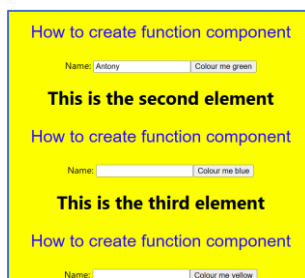 How to create function component
Name: Antony Colour me green
This is the second element
How to create function component
Name: Colour me blue
This is the third element
How to create function component
Name: Colour me yellow